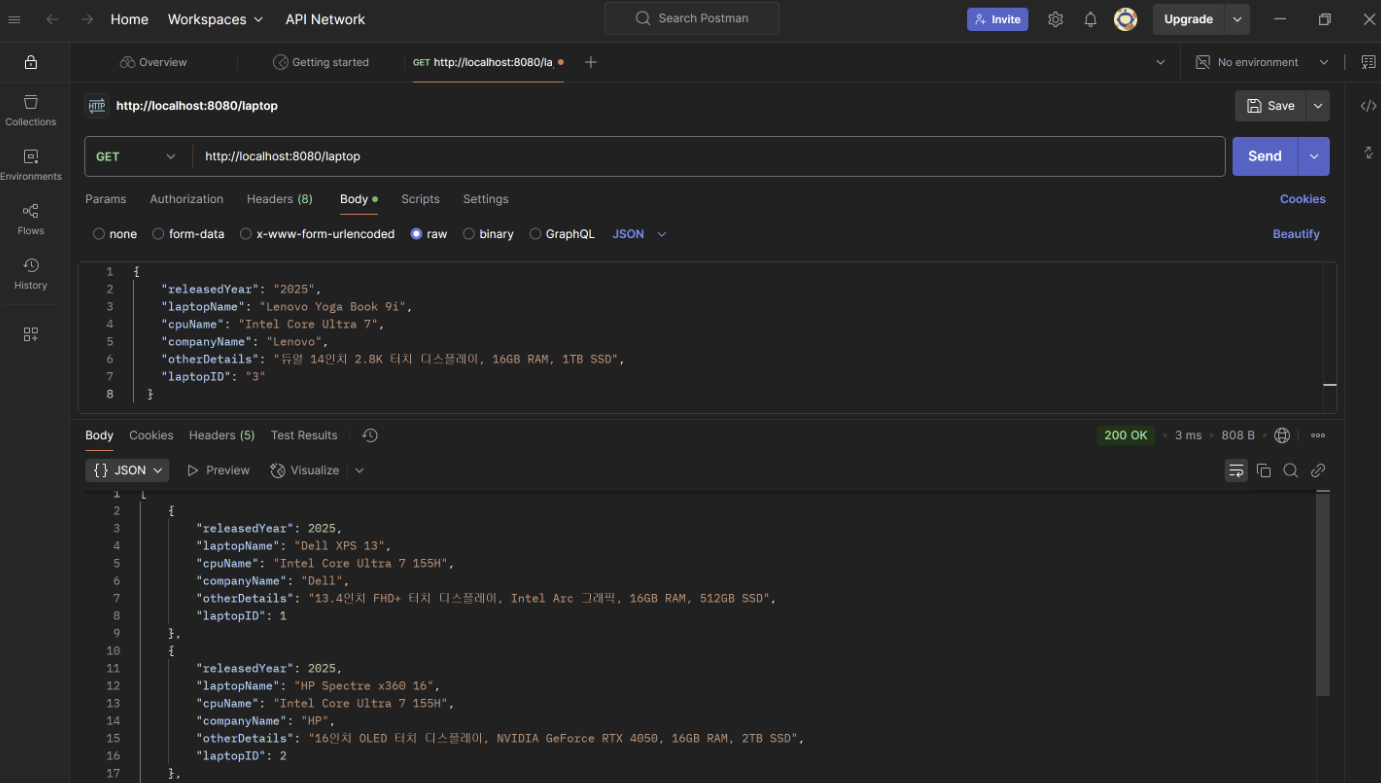 Home Workspaces API Network Search Postman Invite Upgrade
Overview Getting started GET http://localhost:8080/la No environment
http://localhost:8080/laptop Save
Collections
GET http://localhost:8080/laptop Send
Environments
Params Authorization Headers (8) Body Scripts Settings Cookies
Flows
none form-data x-www-form-urlencoded raw binary GraphQL JSON Beautify
History
1 {
2 "releasedYear": "2025",
3 "laptopName": "Lenovo Yoga Book 9i",
4 "cpuName": "Intel Core Ultra 7",
5 "companyName": "Lenovo",
6 "otherDetails": "듀얼 14인치 2.8K 터치 디스플레이, 16GB RAM, 1TB SSD",
7 "laptopID": "3"
8 }
Body Cookies Headers (5) Test Results 200 OK 3 ms 808 B
{} JSON Preview Visualize
1 [
2 {
3 "releasedYear": 2025,
4 "laptopName": "Dell XPS 13",
5 "cpuName": "Intel Core Ultra 7 155H",
6 "companyName": "Dell",
7 "otherDetails": "13.4인치 FHD+ 터치 디스플레이, Intel Arc 그래픽, 16GB RAM, 512GB SSD",
8 "laptopID": 1
9 },
10 {
11 "releasedYear": 2025,
12 "laptopName": "HP Spectre x360 16",
13 "cpuName": "Intel Core Ultra 7 155H",
14 "companyName": "HP",
15 "otherDetails": "16인치 OLED 터치 디스플레이, NVIDIA GeForce RTX 4050, 16GB RAM, 2TB SSD",
16 "laptopID": 2
17 },